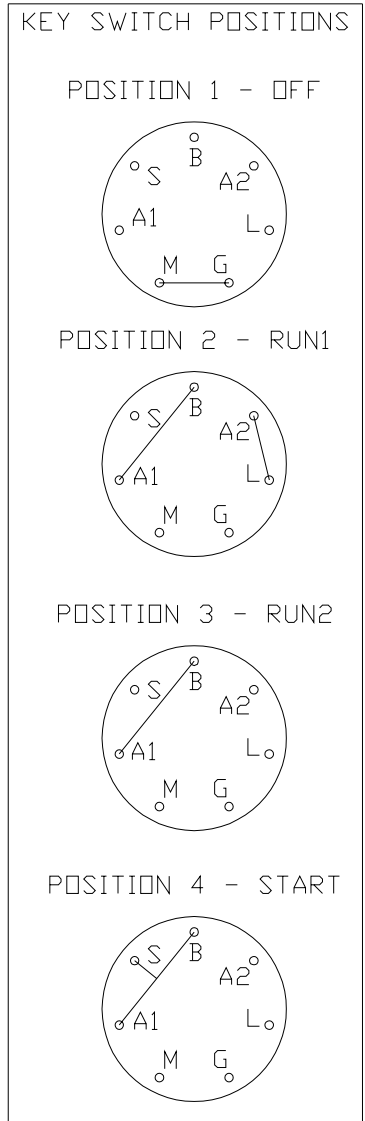 KEY SWITCH POSITIONS
POSITION 1 - OFF
B
S A2
A1 L
M G
POSITION 2 - RUN1
B
S A2
A1 L
M G
POSITION 3 - RUN2
B
S A2
A1 L
M G
POSITION 4 - START
B
S A2
A1 L
M G